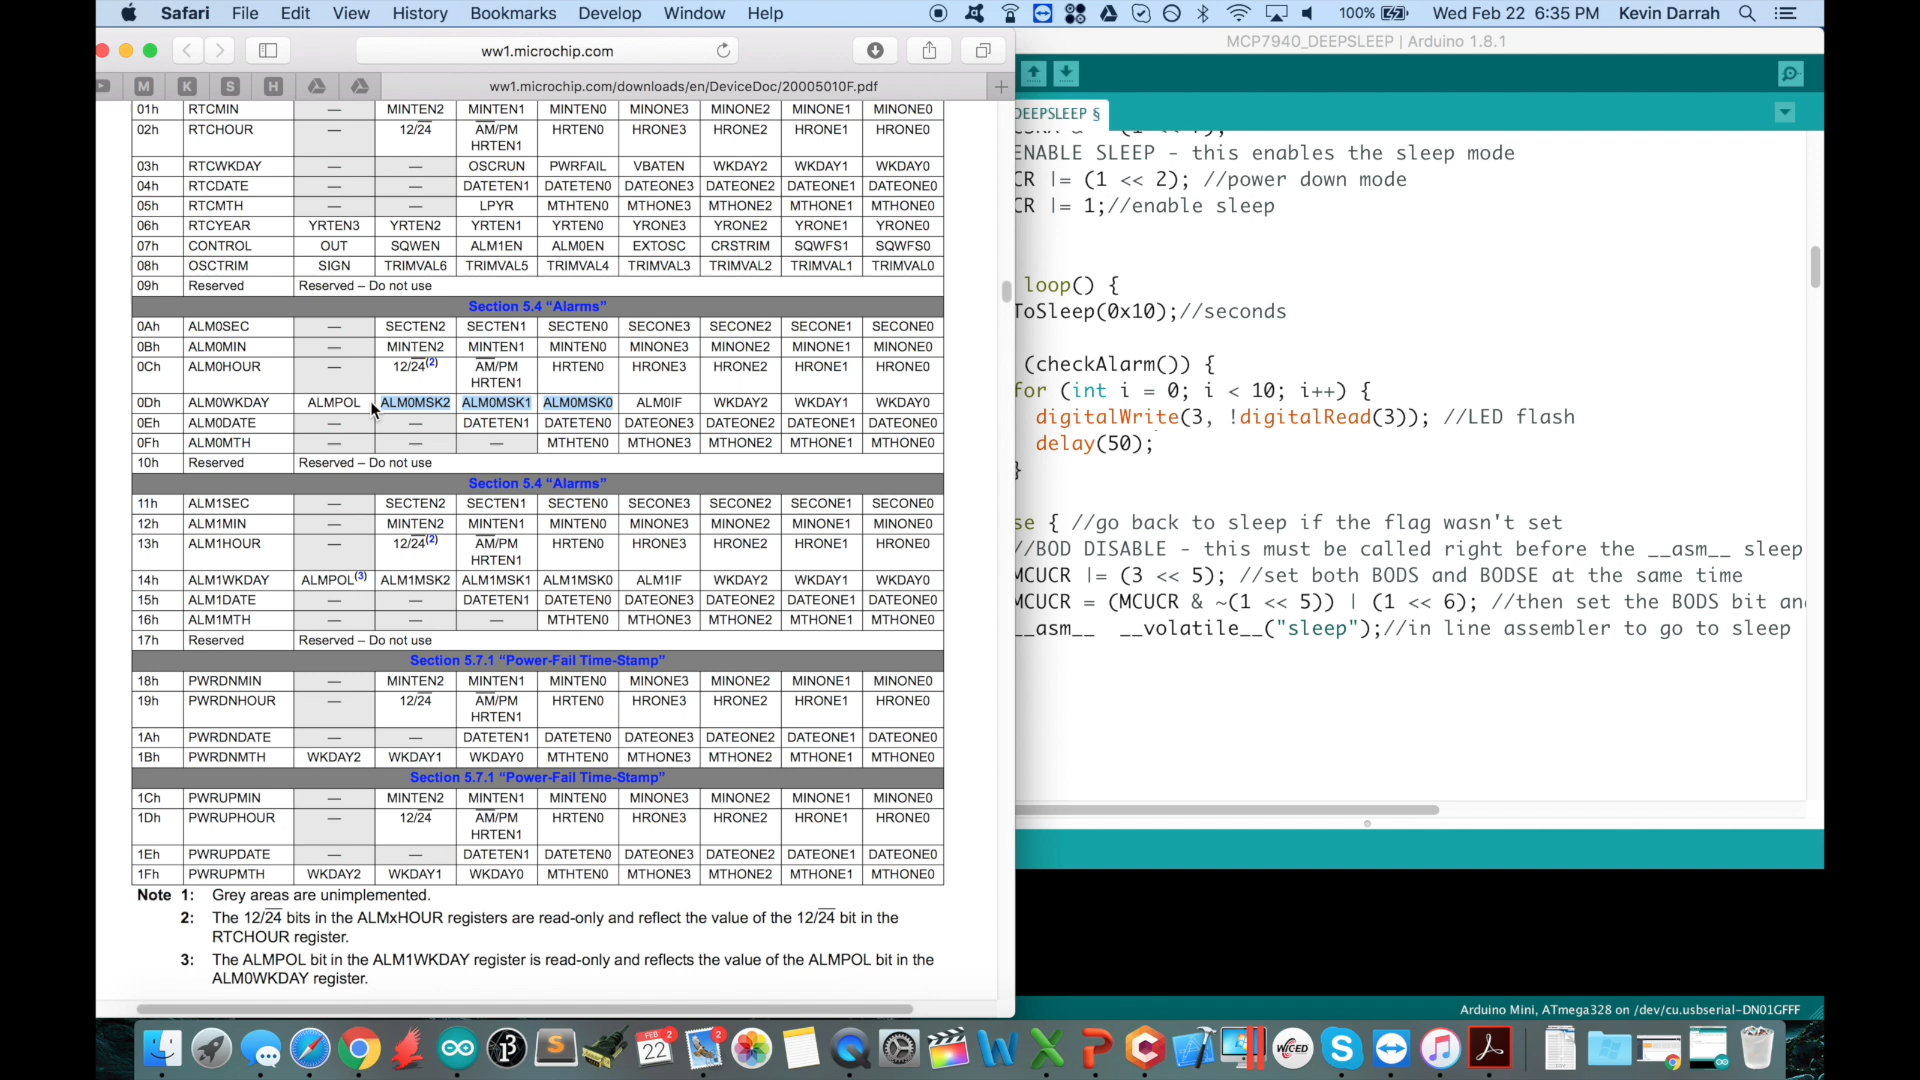 Safari File Edit View History Bookmarks Develop Window Help 100% Wed Feb 22 6:35 PM Kevin Darrah
ww1.microchip.com
M K S H ww1.microchip.com/downloads/en/DeviceDoc/20005010F.pdf
01h RTCMIN — MINTEN2 MINTEN1 MINTEN0 MINONE3 MINONE2 MINONE1 MINONE0
02h RTCHOUR — 12/24 AM/PM HRTEN0 HRONE3 HRONE2 HRONE1 HRONE0
HRTEN1
03h RTCWKDAY — — OSCRUN PWRFAIL VBATEN WKDAY2 WKDAY1 WKDAY0
04h RTCDATE — — DATETEN1 DATETEN0 DATEONE3 DATEONE2 DATEONE1 DATEONE0
05h RTCMTH — — LPYR MTHTEN0 MTHONE3 MTHONE2 MTHONE1 MTHONE0
06h RTCYEAR YRTEN3 YRTEN2 YRTEN1 YRTEN0 YRONE3 YRONE2 YRONE1 YRONE0
07h CONTROL OUT SQWEN ALM1EN ALM0EN EXTOSC CRSTRIM SQWFS1 SQWFS0
08h OSCTRIM SIGN TRIMVAL6 TRIMVAL5 TRIMVAL4 TRIMVAL3 TRIMVAL2 TRIMVAL1 TRIMVAL0
09h Reserved Reserved – Do not use
Section 5.4 “Alarms”
0Ah ALM0SEC — SECTEN2 SECTEN1 SECTEN0 SECONE3 SECONE2 SECONE1 SECONE0
0Bh ALM0MIN — MINTEN2 MINTEN1 MINTEN0 MINONE3 MINONE2 MINONE1 MINONE0
0Ch ALM0HOUR — 12/24(2) AM/PM HRTEN0 HRONE3 HRONE2 HRONE1 HRONE0
HRTEN1
0Dh ALM0WKDAY ALMPOL ALM0MSK2 ALM0MSK1 ALM0MSK0 ALM0IF WKDAY2 WKDAY1 WKDAY0
0Eh ALM0DATE — — DATETEN1 DATETEN0 DATEONE3 DATEONE2 DATEONE1 DATEONE0
0Fh ALM0MTH — — — MTHTEN0 MTHONE3 MTHONE2 MTHONE1 MTHONE0
10h Reserved Reserved – Do not use
Section 5.4 “Alarms”
11h ALM1SEC — SECTEN2 SECTEN1 SECTEN0 SECONE3 SECONE2 SECONE1 SECONE0
12h ALM1MIN — MINTEN2 MINTEN1 MINTEN0 MINONE3 MINONE2 MINONE1 MINONE0
13h ALM1HOUR — 12/24(2) AM/PM HRTEN0 HRONE3 HRONE2 HRONE1 HRONE0
HRTEN1
14h ALM1WKDAY ALMPOL(3) ALM1MSK2 ALM1MSK1 ALM1MSK0 ALM1IF WKDAY2 WKDAY1 WKDAY0
15h ALM1DATE — — DATETEN1 DATETEN0 DATEONE3 DATEONE2 DATEONE1 DATEONE0
16h ALM1MTH — — — MTHTEN0 MTHONE3 MTHONE2 MTHONE1 MTHONE0
17h Reserved Reserved – Do not use
Section 5.7.1 “Power-Fail Time-Stamp”
18h PWRDNMIN — MINTEN2 MINTEN1 MINTEN0 MINONE3 MINONE2 MINONE1 MINONE0
19h PWRDNHOUR — 12/24 AM/PM HRTEN0 HRONE3 HRONE2 HRONE1 HRONE0
HRTEN1
1Ah PWRDNDATE — — DATETEN1 DATETEN0 DATEONE3 DATEONE2 DATEONE1 DATEONE0
1Bh PWRDNMTH WKDAY2 WKDAY1 WKDAY0 MTHTEN0 MTHONE3 MTHONE2 MTHONE1 MTHONE0
Section 5.7.1 “Power-Fail Time-Stamp”
1Ch PWRUPMIN — MINTEN2 MINTEN1 MINTEN0 MINONE3 MINONE2 MINONE1 MINONE0
1Dh PWRUPHOUR — 12/24 AM/PM HRTEN0 HRONE3 HRONE2 HRONE1 HRONE0
HRTEN1
1Eh PWRUPDATE — — DATETEN1 DATETEN0 DATEONE3 DATEONE2 DATEONE1 DATEONE0
1Fh PWRUPMTH WKDAY2 WKDAY1 WKDAY0 MTHTEN0 MTHONE3 MTHONE2 MTHONE1 MTHONE0
Note 1: Grey areas are unimplemented.
2: The 12/24 bits in the ALMxHOUR registers are read-only and reflect the value of the 12/24 bit in the
RTCHOUR register.
3: The ALMPOL bit in the ALM1WKDAY register is read-only and reflects the value of the ALMPOL bit in the
ALM0WKDAY register.
MCP7940_DEEPSLEEP | Arduino 1.8.1
DEEPSLEEP §
ENABLE SLEEP - this enables the sleep mode
CR |= (1 << 2); //power down mode
CR |= 1;//enable sleep
loop() {
ToSleep(0x10);//seconds
(checkAlarm()) {
for (int i = 0; i < 10; i++) {
digitalWrite(3, !digitalRead(3)); //LED flash
delay(50);
}
se { //go back to sleep if the flag wasn't set
//BOD DISABLE - this must be called right before the __asm__ sleep
MCUCR |= (3 << 5); //set both BODS and BODSE at the same time
MCUCR = (MCUCR & ~(1 << 5)) | (1 << 6); //then set the BODS bit an
__asm__ __volatile__("sleep");//in line assembler to go to sleep
Arduino Mini, ATmega328 on /dev/cu.usbserial-DN01GFFF
FEB 22 2 2 S W X P C WICED S